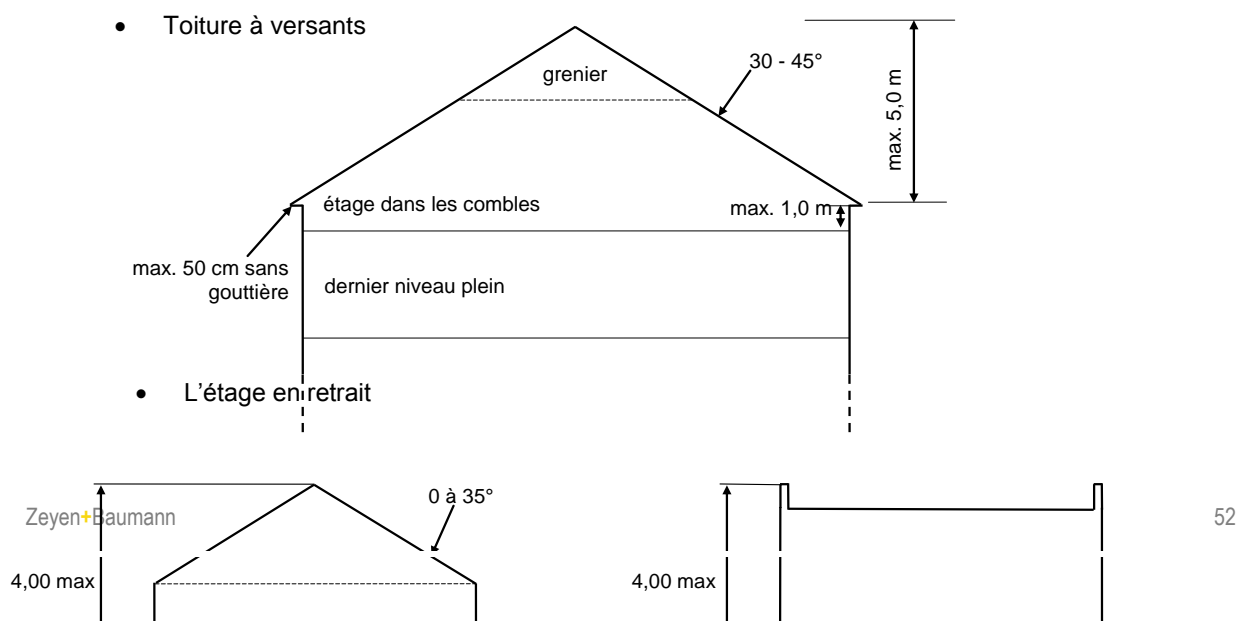 • Toiture à versants
grenier
30 - 45°
max. 5,0 m
étage dans les combles
max. 1,0 m
max. 50 cm sans
gouttière
dernier niveau plein
• L'étage en retrait
0 à 35°
Zeyen+Baumann
52
4,00 max
4,00 max